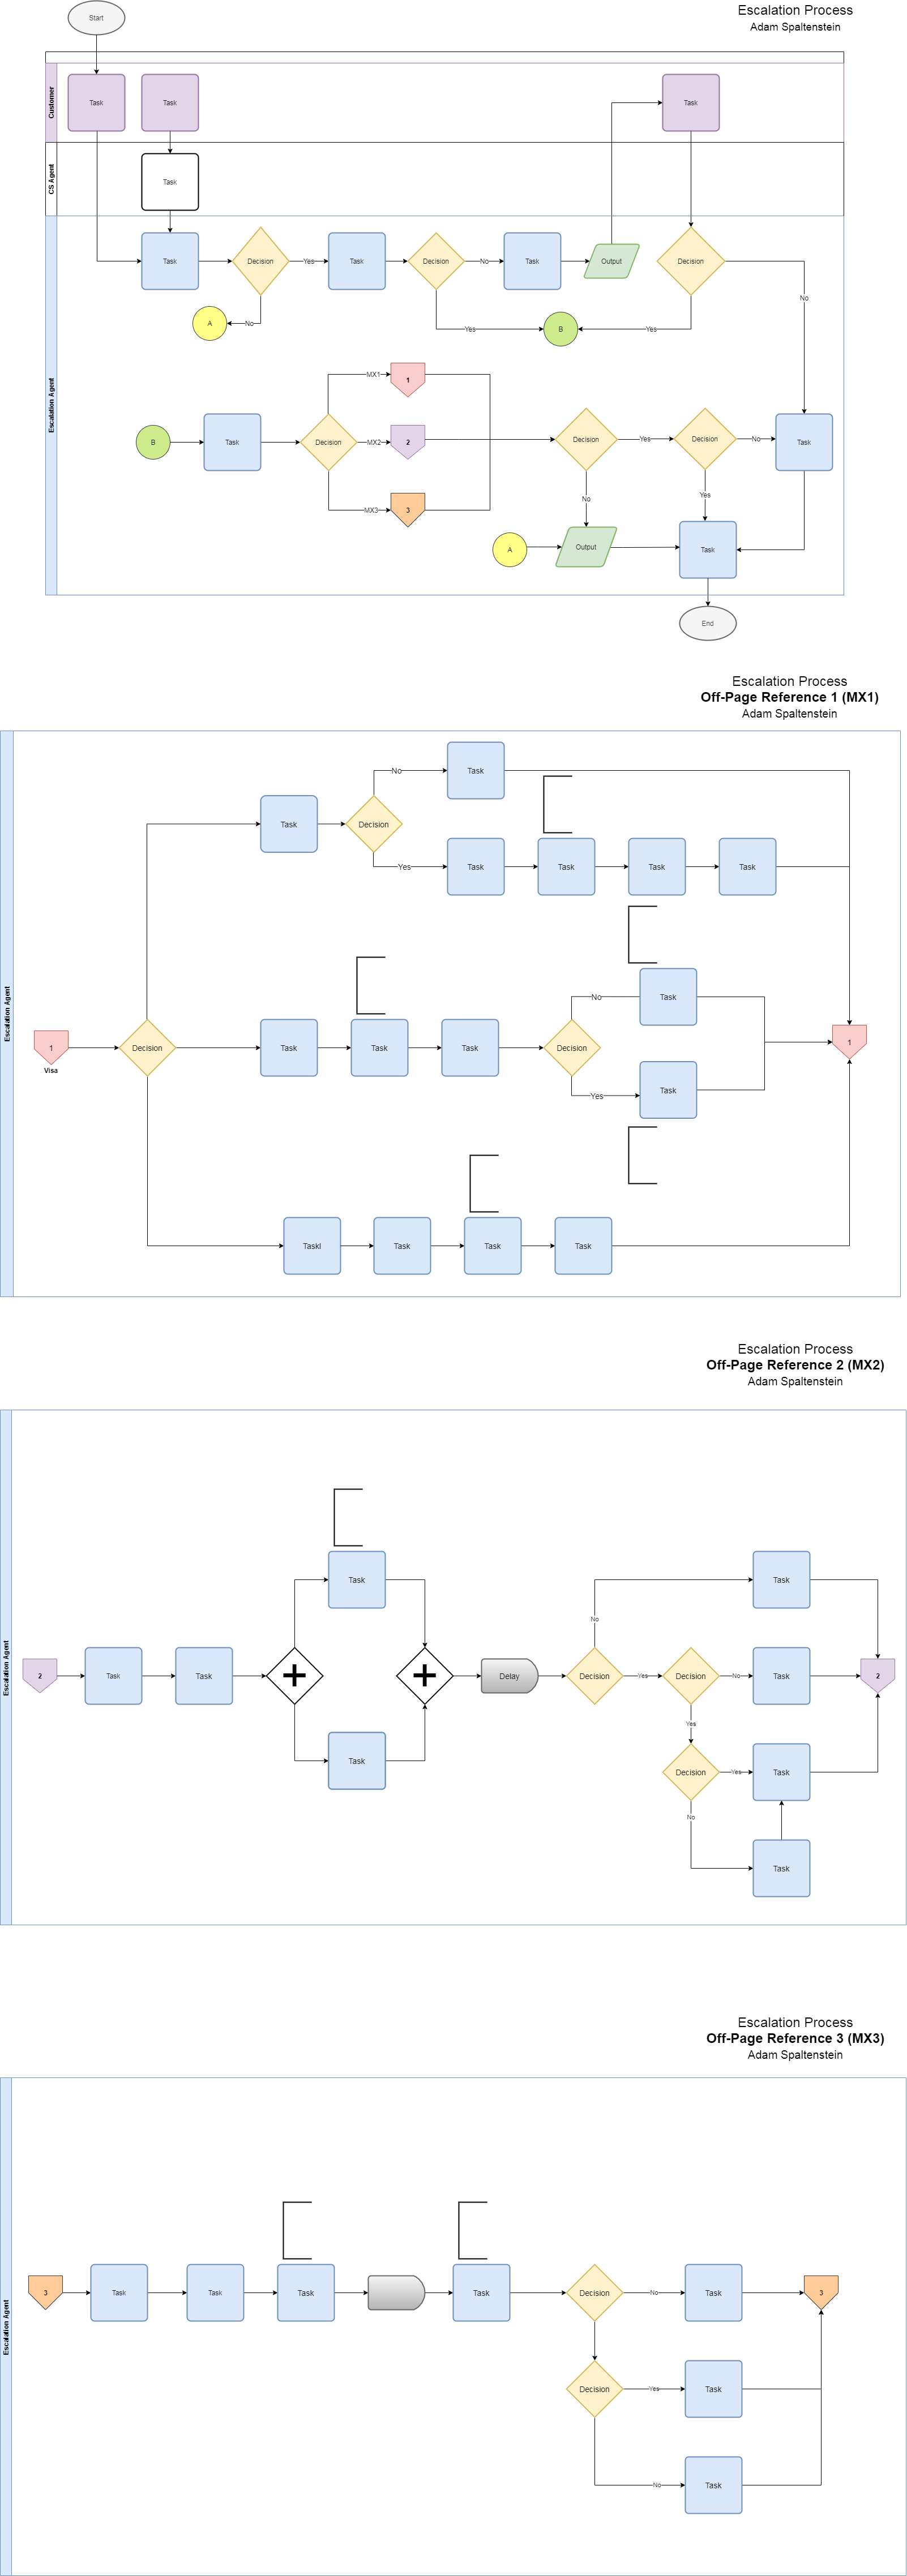 Escalation Process
Adam Spaltenstein
Start
Customer
Task
Task
Task
CS Agent
Task
Escalation Agent
Task
Decision
Yes
Task
Decision
No
Task
Output
Decision
No
A
No
Yes
B
Yes
B
Task
Decision
MX1
1
MX2
2
MX3
3
Decision
Yes
Decision
No
Task
No
Yes
A
Output
Task
End
Escalation Process
Off-Page Reference 1 (MX1)
Adam Spaltenstein
Escalation Agent
No
Task
Task
Decision
Yes
Task
Task
Task
Task
No
Task
1
Visa
Decision
Task
Task
Task
Decision
1
Yes
Task
Taskl
Task
Task
Task
Escalation Process
Off-Page Reference 2 (MX2)
Adam Spaltenstein
Escalation Agent
Task
Task
No
2
Task
Task
Delay
Decision
Yes
Decision
No
Task
2
Yes
Task
Decision
Yes
Task
No
Task
Escalation Process
Off-Page Reference 3 (MX3)
Adam Spaltenstein
Escalation Agent
3
Task
Task
Task
Task
Decision
No
Task
3
Decision
Yes
Task
No
Task